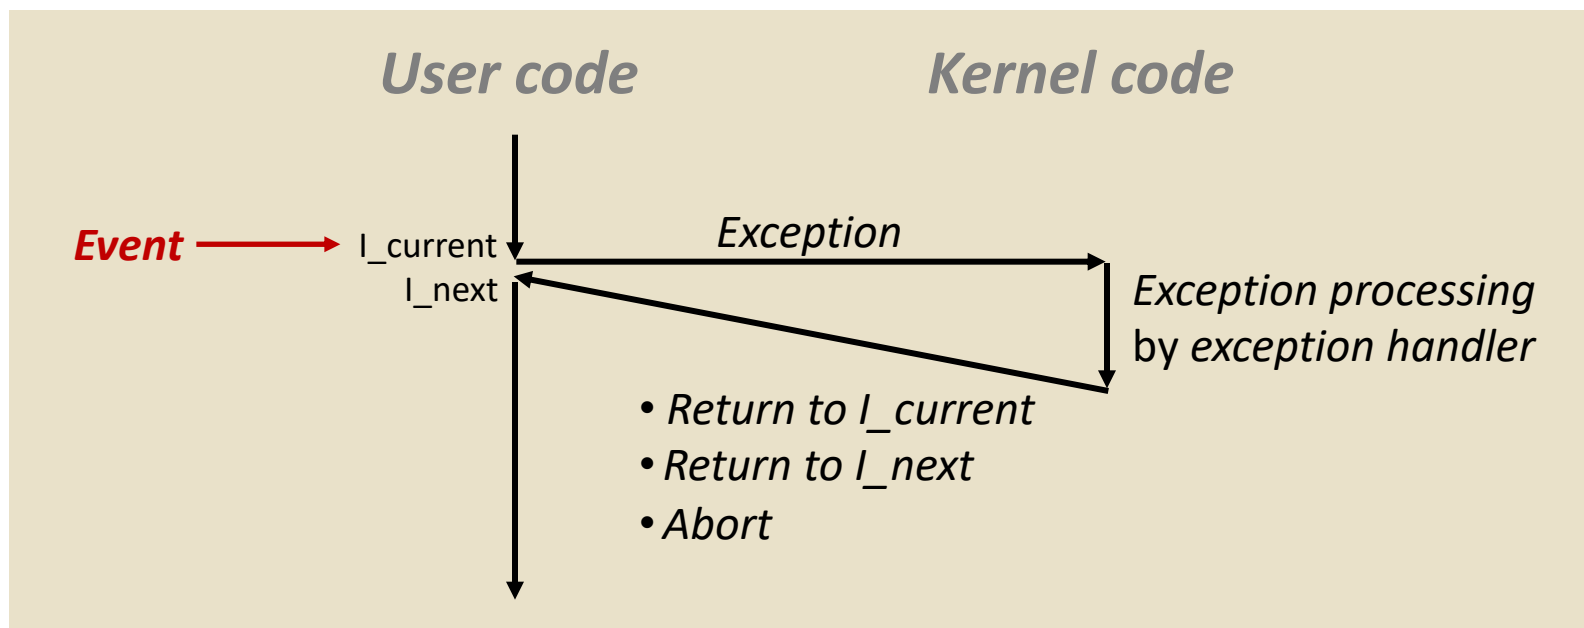 User code
Kernel code
Event
I_current
Exception
I_next
Exception processing
by exception handler
• Return to I_current
• Return to I_next
• Abort